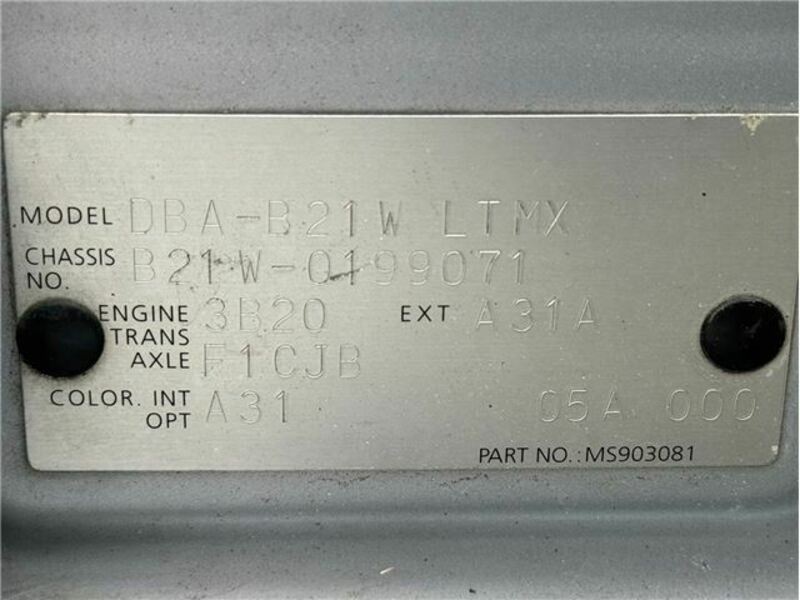 MODEL DBA-B21W LTMX
CHASSIS NO. B21W-0199071
ENGINE 3B20 EXT A31A
TRANS AXLE F1CJB
COLOR. INT OPT A31 05A 000
PART NO.: MS903081